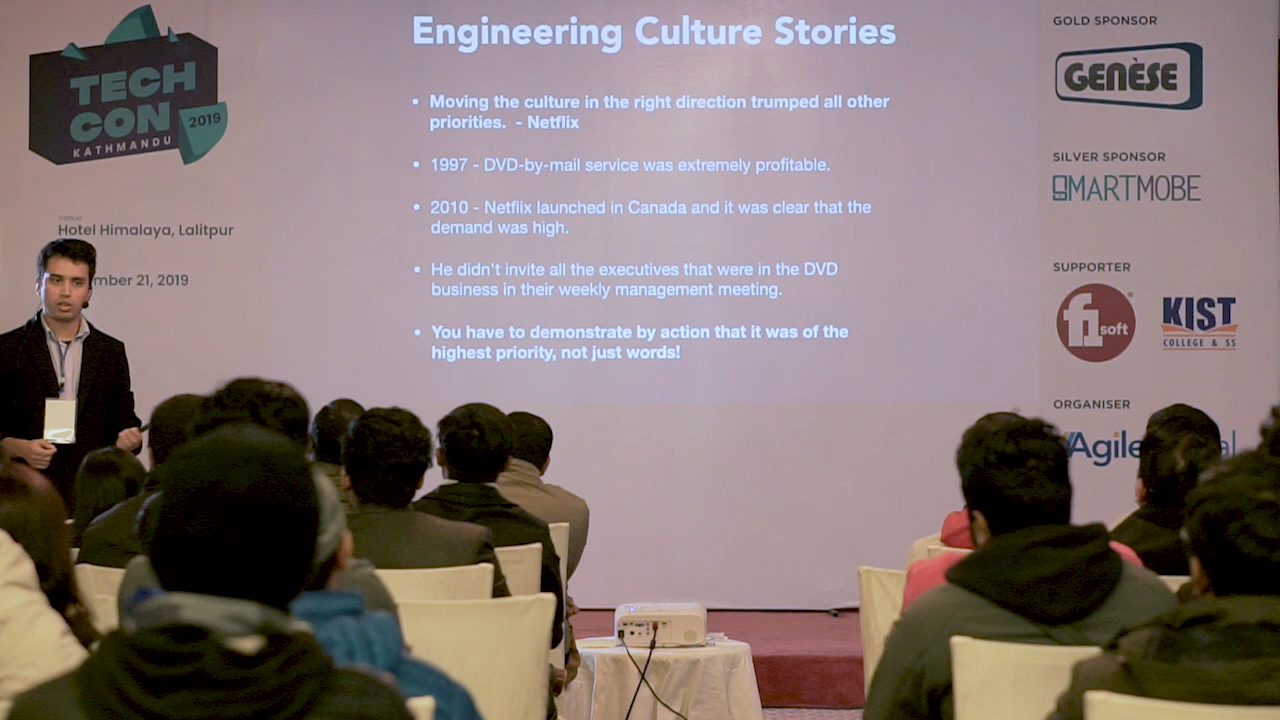 TECH
CON
2019
KATHMANDU
Venue
Hotel Himalaya, Lalitpur
mber 21, 2019
Engineering Culture Stories
• Moving the culture in the right direction trumped all other
priorities. - Netflix
• 1997 - DVD-by-mail service was extremely profitable.
• 2010 - Netflix launched in Canada and it was clear that the
demand was high.
• He didn't invite all the executives that were in the DVD
business in their weekly management meeting.
• You have to demonstrate by action that it was of the
highest priority, not just words!
GOLD SPONSOR
GENÈSE
SILVER SPONSOR
SMARTMOBE
SUPPORTER
f1soft
KIST
COLLEGE & SS
ORGANISER
Agile